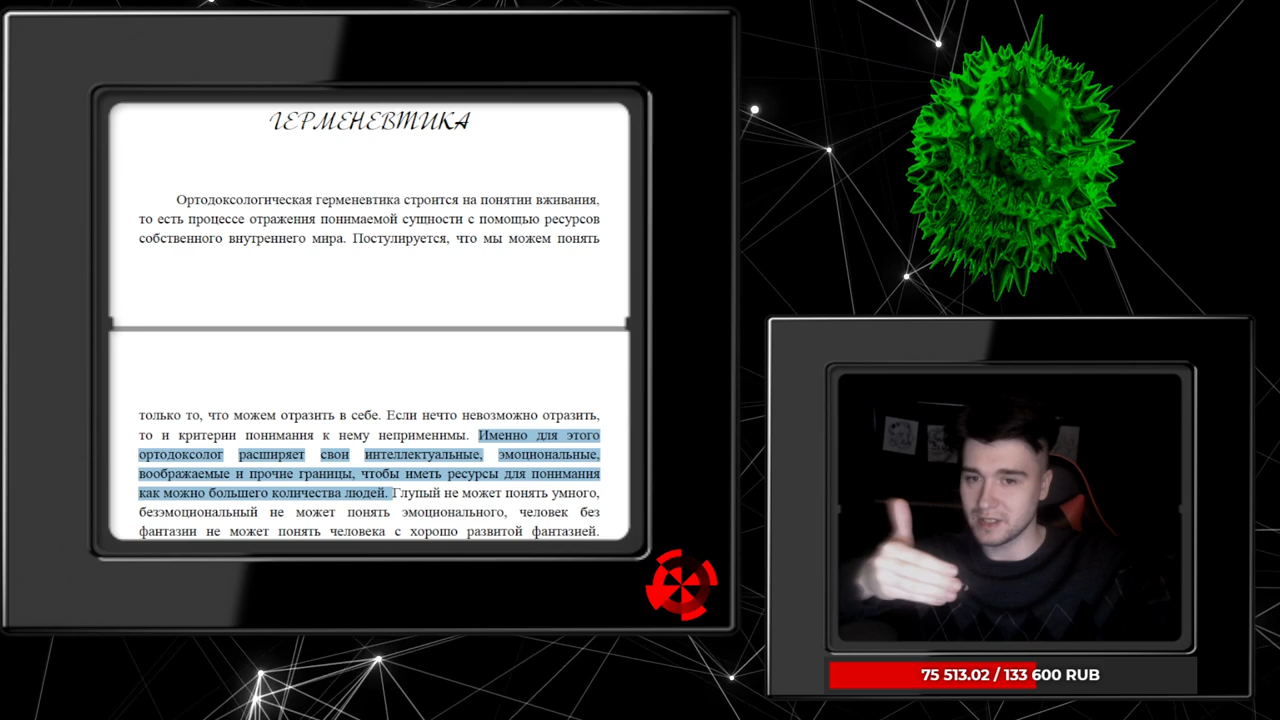 ГЕРМЕНЕВТИКА
Ортодоксологическая герменевтика строится на понятии вживания,
то есть процессе отражения понимаемой сущности с помощью ресурсов
собственного внутреннего мира. Постулируется, что мы можем понять
только то, что можем отразить в себе. Если нечто невозможно отразить,
то и критерии понимания к нему неприменимы. Именно для этого
ортодоксолог расширяет свои интеллектуальные, эмоциональные,
воображаемые и прочие границы, чтобы иметь ресурсы для понимания
как можно большего количества людей. Глупый не может понять умного,
безэмоциональный не может понять эмоционального, человек без
фантазии не может понять человека с хорошо развитой фантазией.
75 513.02 / 133 600 RUB